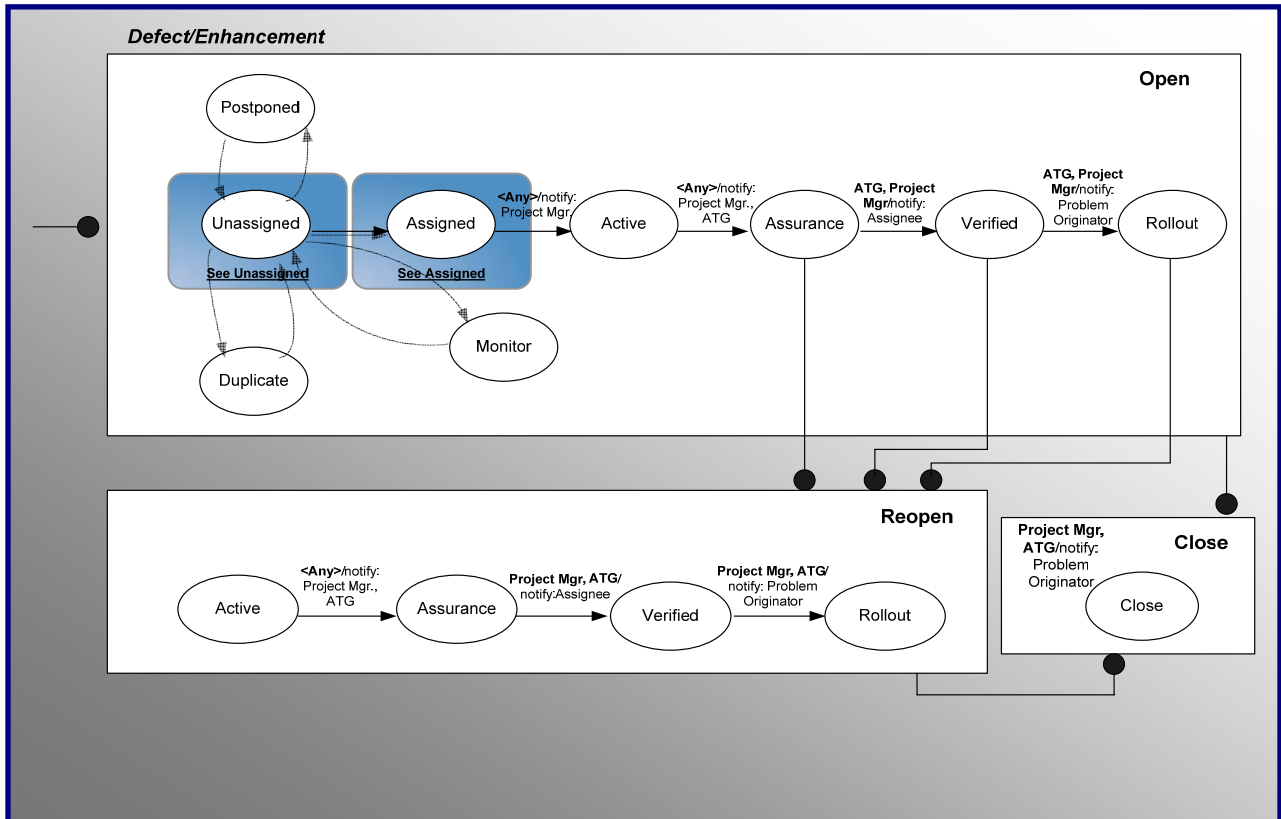 Defect/Enhancement
Open
Postponed
Unassigned
See Unassigned
Assigned
See Assigned
<Any>/notify:
Project Mgr.
Active
<Any>/notify:
Project Mgr.,
ATG
Assurance
ATG, Project
Mgr/notify:
Assignee
Verified
ATG, Project
Mgr/notify:
Problem
Originator
Rollout
Monitor
Duplicate
Reopen
Active
<Any>/notify:
Project Mgr.,
ATG
Assurance
Project Mgr, ATG/
notify:Assignee
Verified
Project Mgr, ATG/
notify: Problem
Originator
Rollout
Close
Project Mgr,
ATG/notify:
Problem
Originator
Close